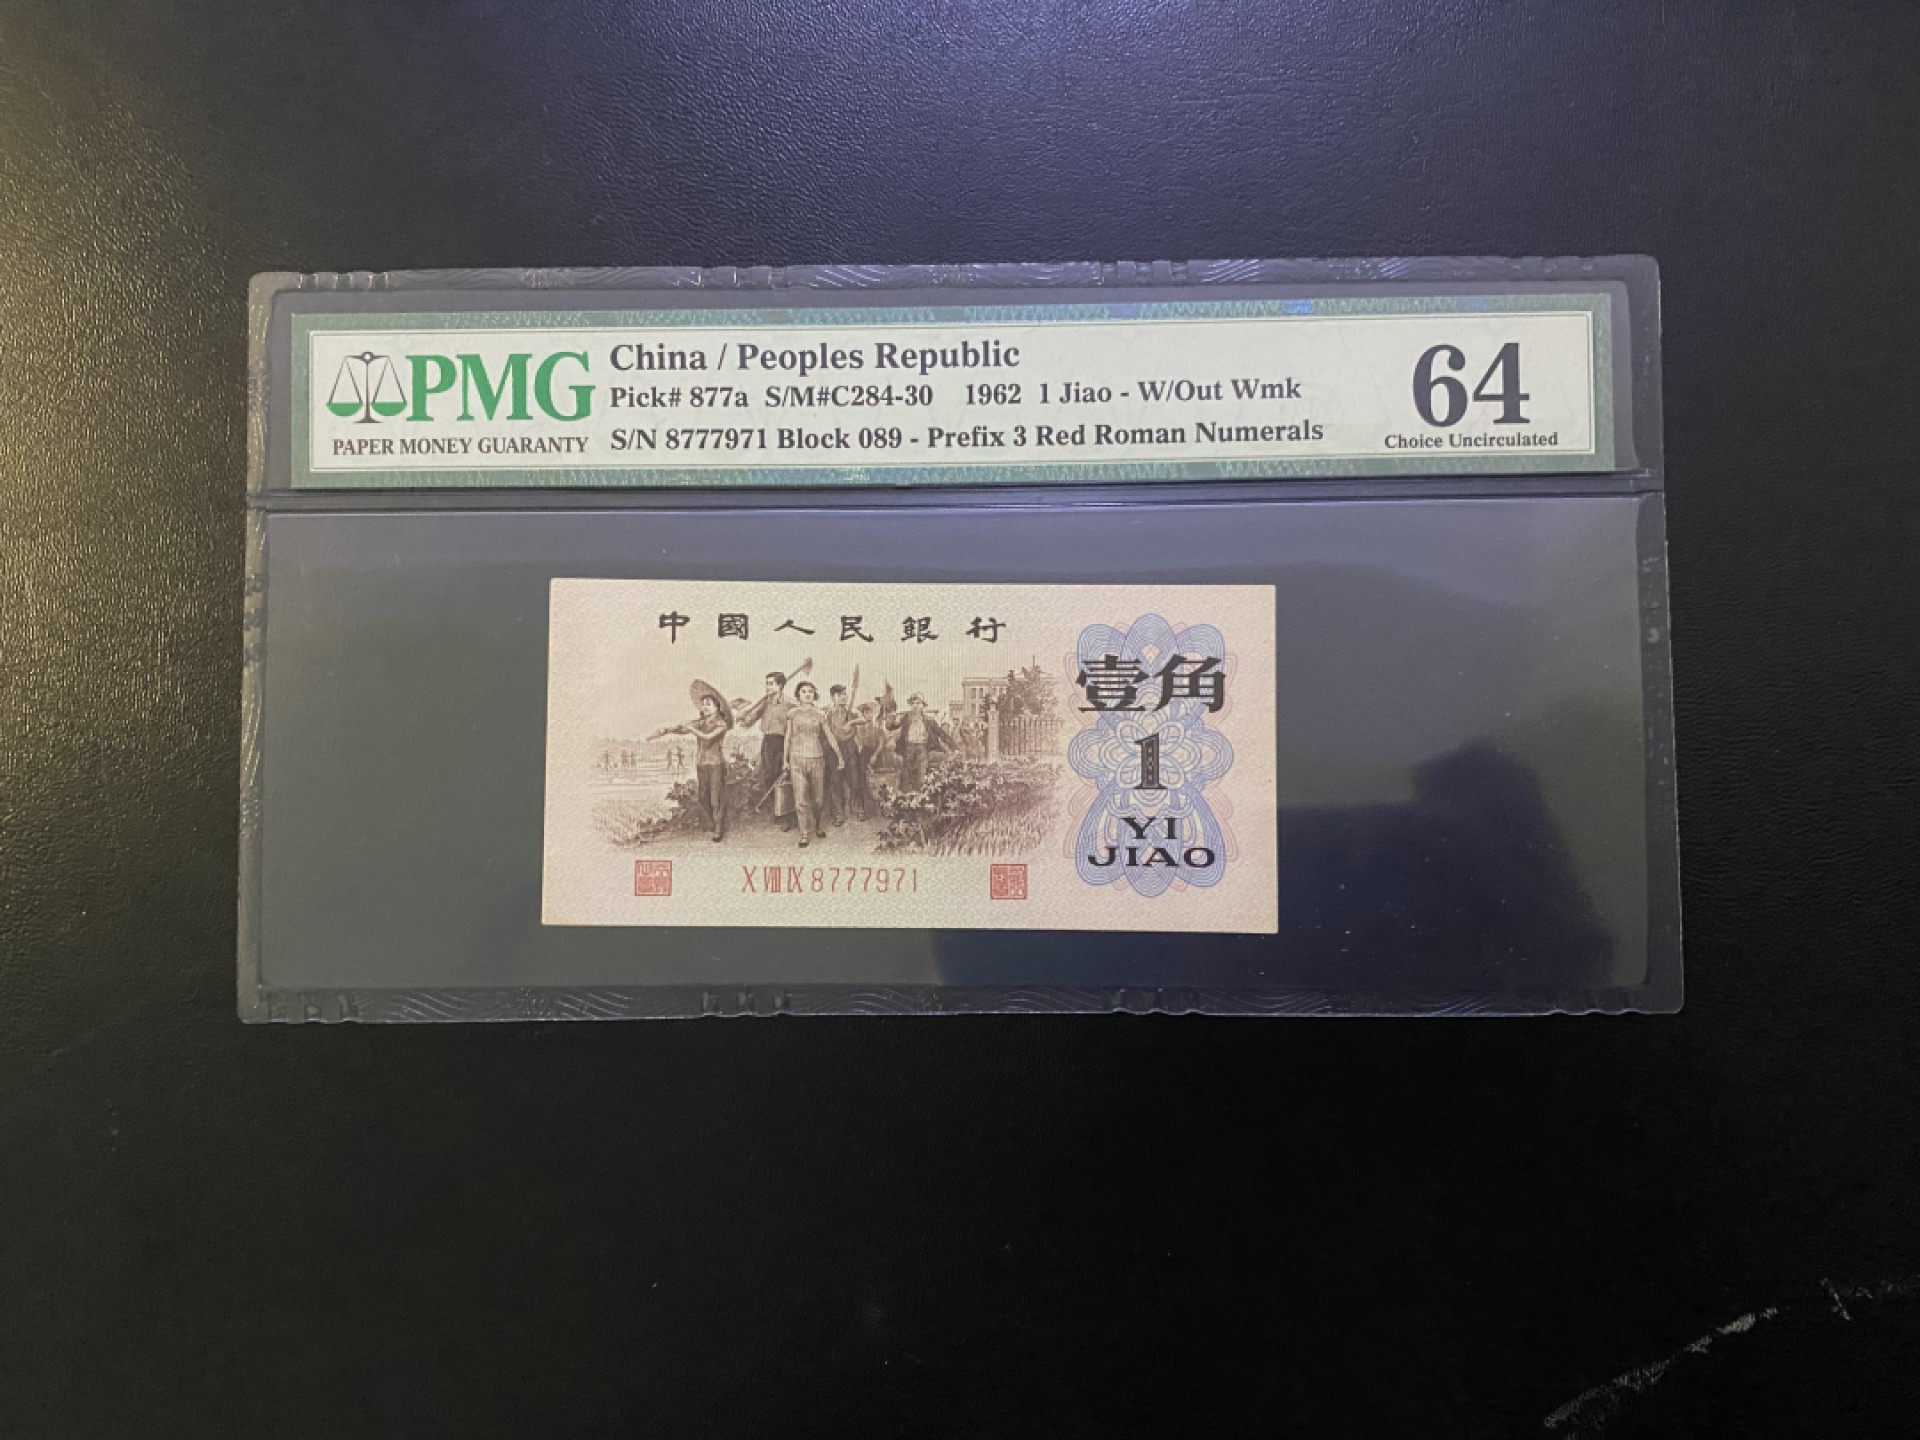 PMG
PAPER MONEY GUARANTY
China / Peoples Republic
Pick# 877a S/M#C284-30 1962 1 Jiao - W/Out Wmk
S/N 8777971 Block 089 - Prefix 3 Red Roman Numerals
64
Choice Uncirculated
中國人民銀行
壹角
1
YI
JIAO
X VIII IX 8777971